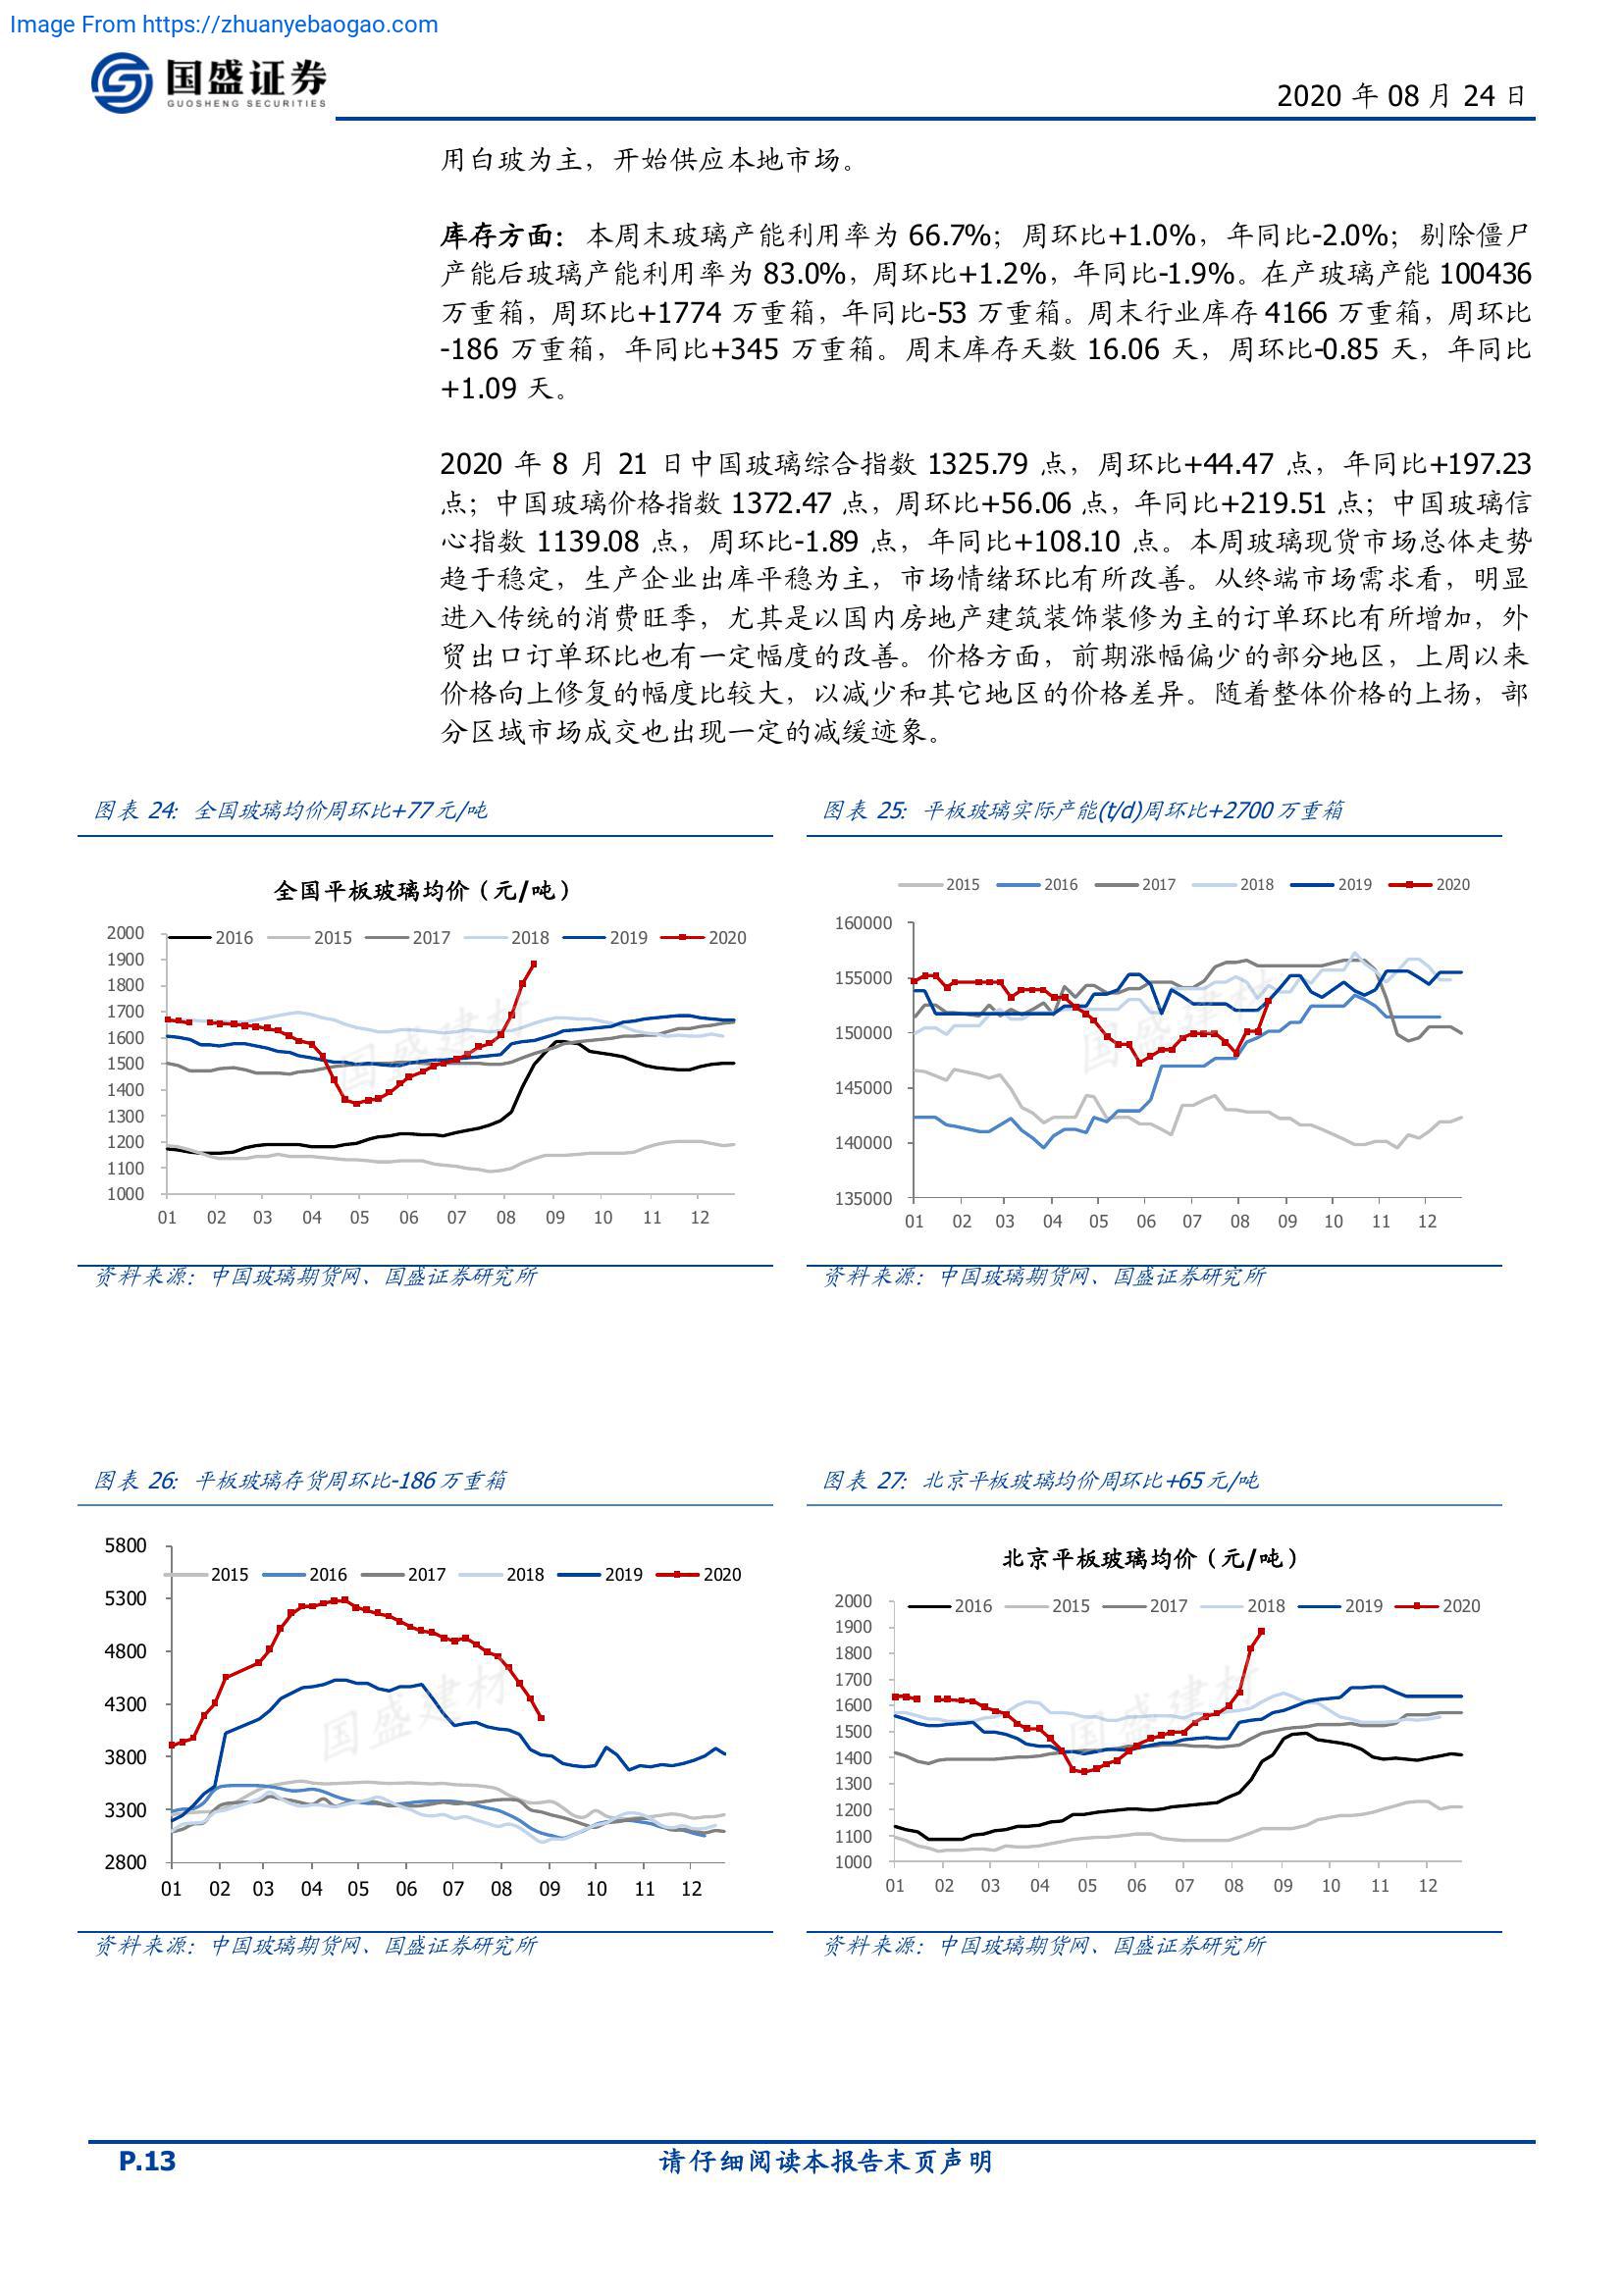 Image From https://zhuanyebaogao.com
国盛证券
GUOSHENG SECURITIES
2020 年 08 月 24 日
用白玻为主，开始供应本地市场。
库存方面：本周末玻璃产能利用率为 66.7%；周环比+1.0%，年同比-2.0%；剔除僵尸
产能后玻璃产能利用率为 83.0%，周环比+1.2%，年同比-1.9%。在产玻璃产能 100436
万重箱，周环比+1774 万重箱，年同比-53 万重箱。周末行业库存 4166 万重箱，周环比
-186 万重箱，年同比+345 万重箱。周末库存天数 16.06 天，周环比-0.85 天，年同比
+1.09 天。
2020 年 8 月 21 日中国玻璃综合指数 1325.79 点，周环比+44.47 点，年同比+197.23
点；中国玻璃价格指数 1372.47 点，周环比+56.06 点，年同比+219.51 点；中国玻璃信
心指数 1139.08 点，周环比-1.89 点，年同比+108.10 点。本周玻璃现货市场总体走势
趋于稳定，生产企业出库平稳为主，市场情绪环比有所改善。从终端市场需求看，明显
进入传统的消费旺季，尤其是以国内房地产建筑装饰装修为主的订单环比有所增加，外
贸出口订单环比也有一定幅度的改善。价格方面，前期涨幅偏少的部分地区，上周以来
价格向上修复的幅度比较大，以减少和其它地区的价格差异。随着整体价格的上扬，部
分区域市场成交也出现一定的减缓迹象。
图表 24：全国玻璃均价周环比+77 元/吨
全国平板玻璃均价（元/吨）
2016 2015 2017 2018 2019 2020
2000
1900
1800
1700
1600
1500
1400
1300
1200
1100
1000
01 02 03 04 05 06 07 08 09 10 11 12
国盛建材
资料来源：中国玻璃期货网、国盛证券研究所
图表 25：平板玻璃实际产能(t/d)周环比+2700 万重箱
2015 2016 2017 2018 2019 2020
160000
155000
150000
145000
140000
135000
01 02 03 04 05 06 07 08 09 10 11 12
国盛建材
资料来源：中国玻璃期货网、国盛证券研究所
图表 26：平板玻璃存货周环比-186 万重箱
2015 2016 2017 2018 2019 2020
5800
5300
4800
4300
3800
3300
2800
01 02 03 04 05 06 07 08 09 10 11 12
国盛建材
资料来源：中国玻璃期货网、国盛证券研究所
图表 27：北京平板玻璃均价周环比+65 元/吨
北京平板玻璃均价（元/吨）
2016 2015 2017 2018 2019 2020
2000
1900
1800
1700
1600
1500
1400
1300
1200
1100
1000
01 02 03 04 05 06 07 08 09 10 11 12
国盛建材
资料来源：中国玻璃期货网、国盛证券研究所
P.13
请仔细阅读本报告末页声明